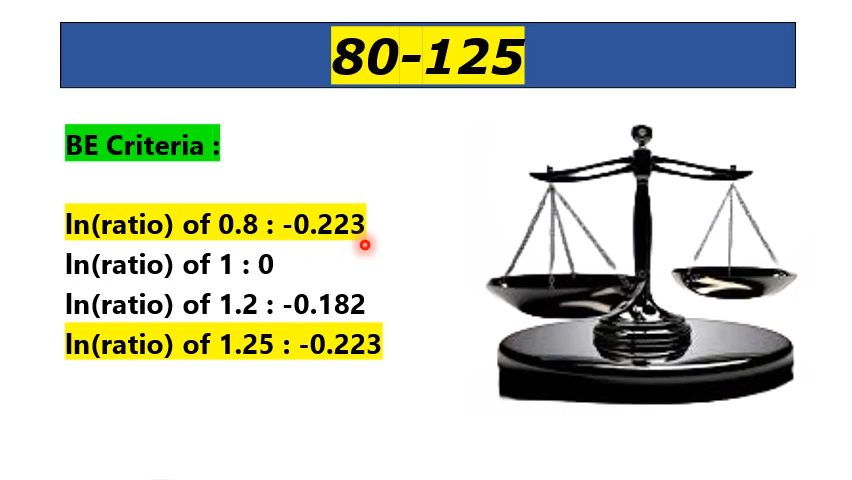 80-125
BE Criteria :
ln(ratio) of 0.8 : -0.223
ln(ratio) of 1 : 0
ln(ratio) of 1.2 : -0.182
ln(ratio) of 1.25 : -0.223